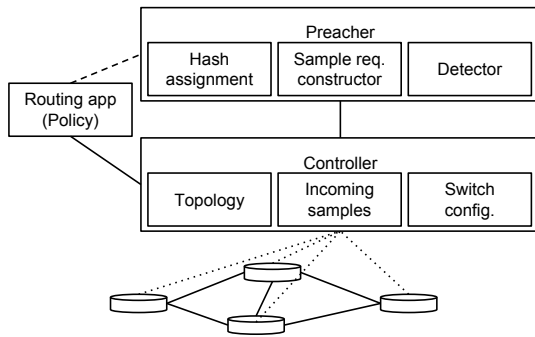 Preacher
Hash
assignment
Sample req.
constructor
Detector
Routing app
(Policy)
Controller
Topology
Incoming
samples
Switch
config.